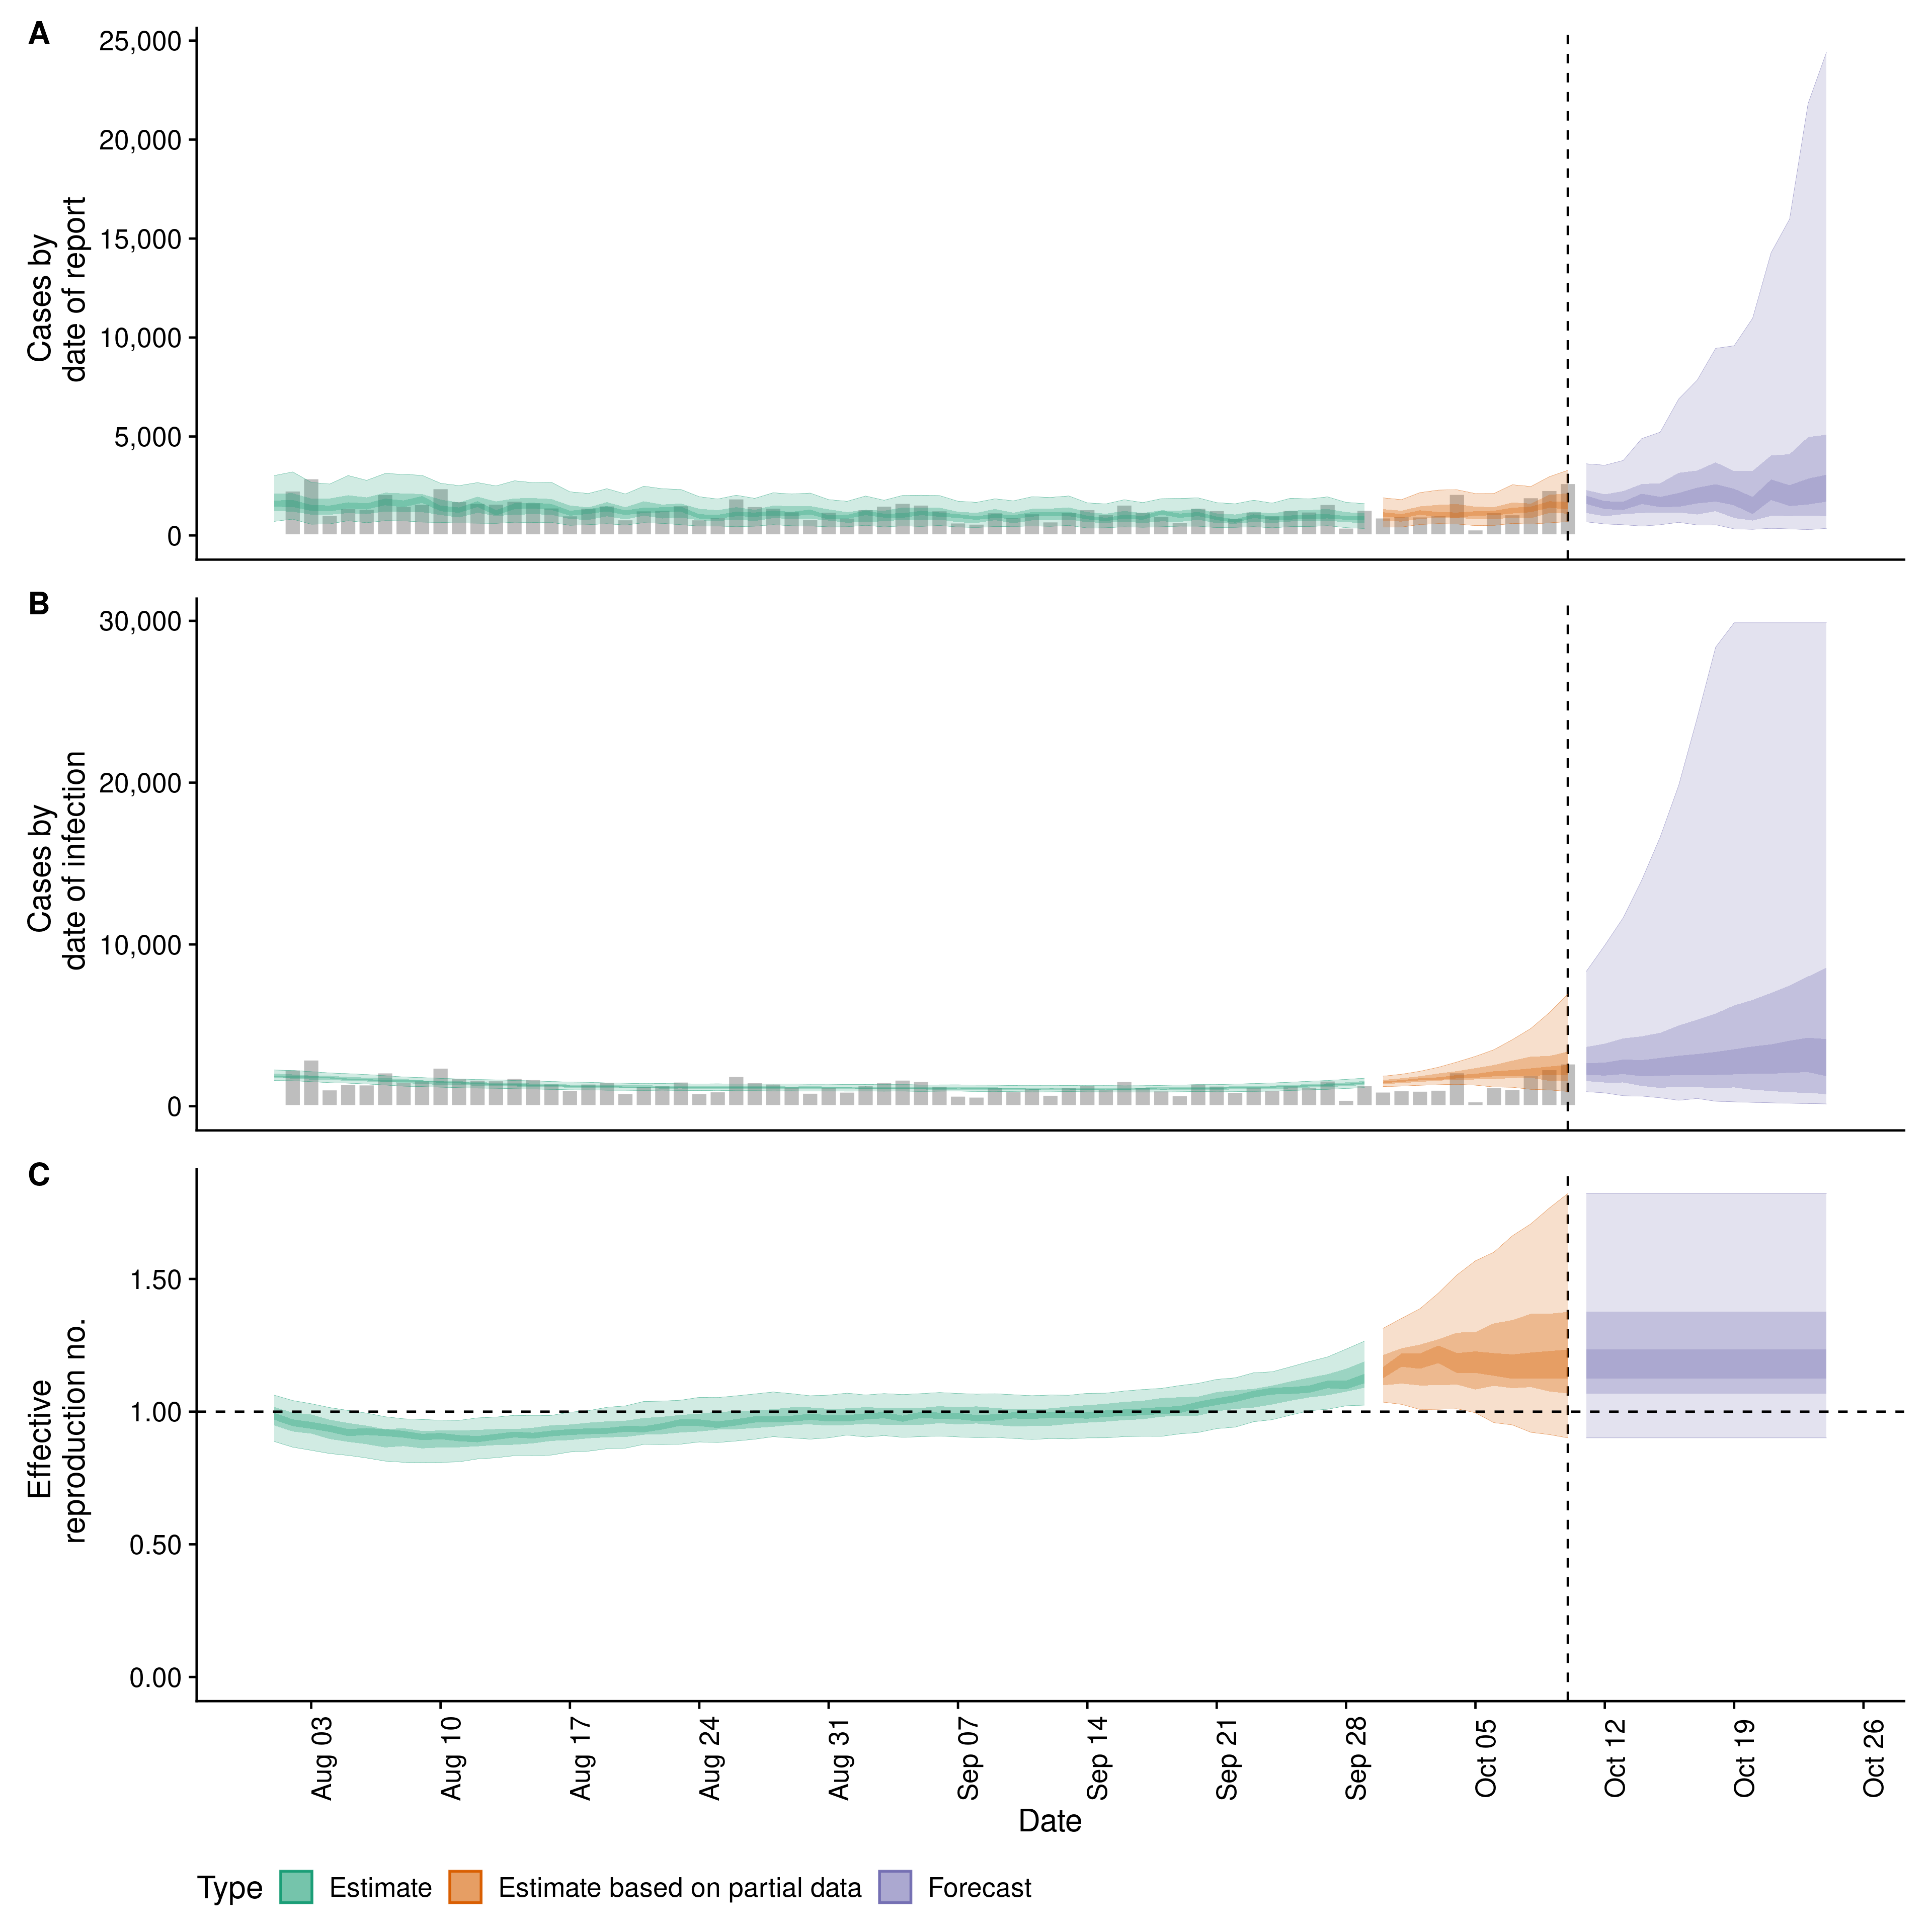 A
25,000
20,000
15,000
10,000
5,000
0
Cases by
date of report
B
30,000
20,000
10,000
0
Cases by
date of infection
C
1.50
1.00
0.50
0.00
Effective
reproduction no.
Aug 03
Aug 10
Aug 17
Aug 24
Aug 31
Sep 07
Sep 14
Sep 21
Sep 28
Oct 05
Oct 12
Oct 19
Oct 26
Date
Type Estimate Estimate based on partial data Forecast